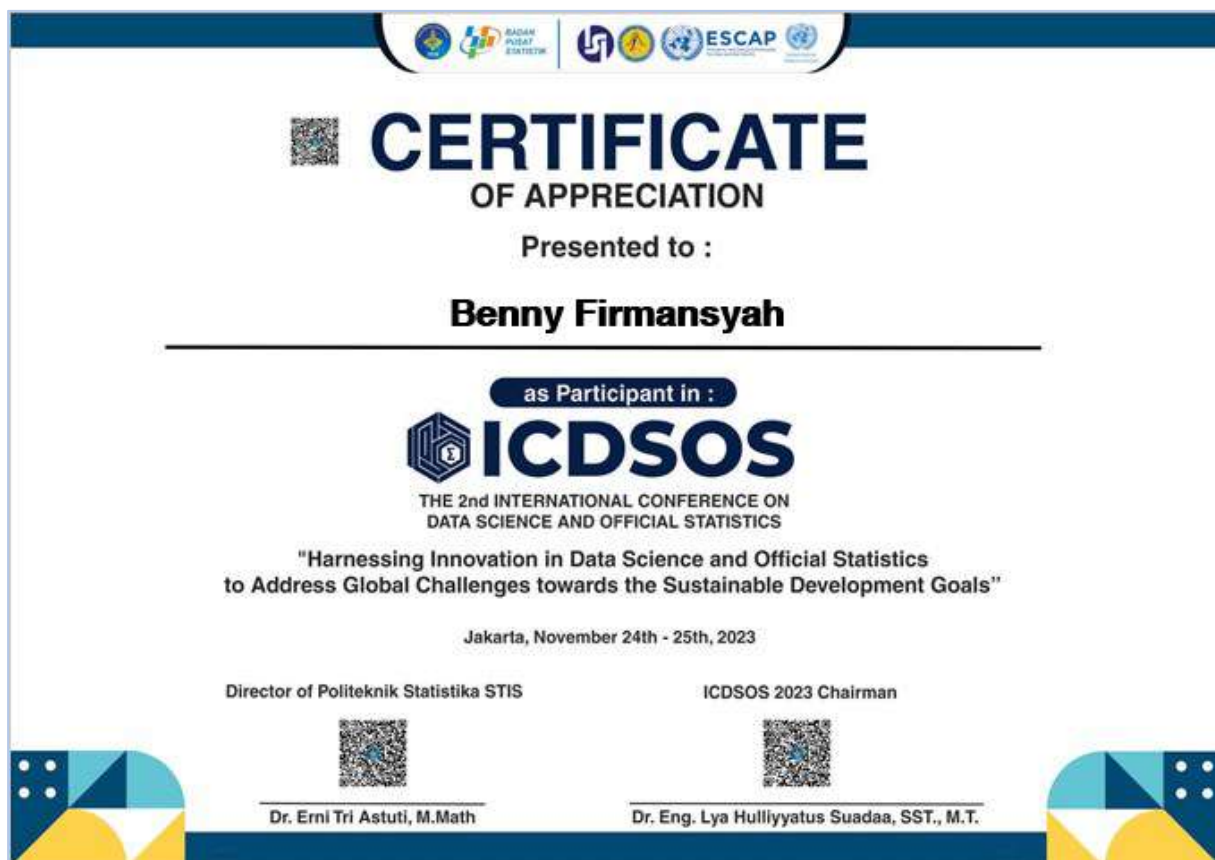 BADAN
PUSAT
STATISTIK
ESCAP
CERTIFICATE
OF APPRECIATION
Presented to :
Benny Firmansyah
as Participant in :
ICDSOS
THE 2nd INTERNATIONAL CONFERENCE ON
DATA SCIENCE AND OFFICIAL STATISTICS
"Harnessing Innovation in Data Science and Official Statistics
to Address Global Challenges towards the Sustainable Development Goals”
Jakarta, November 24th - 25th, 2023
Director of Politeknik Statistika STIS
ICDSOS 2023 Chairman
Dr. Erni Tri Astuti, M.Math
Dr. Eng. Lya Hulliyyatus Suadaa, SST., M.T.